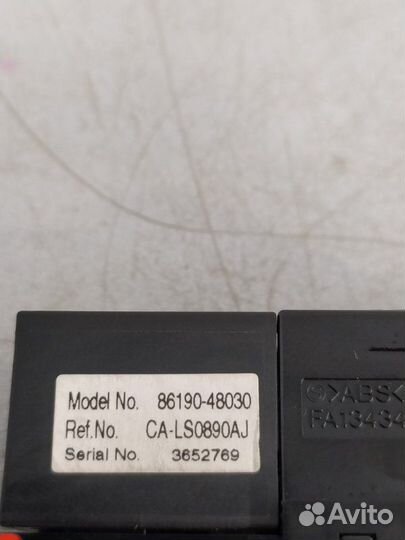 Model No. 86190-48030
Ref.No. CA-LS0890AJ
Serial No. 3652769
>ABS<
FA13434
Avito